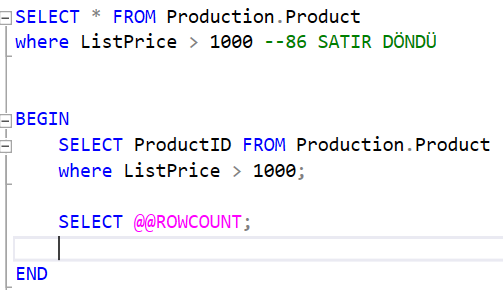 SELECT * FROM Production.Product
where ListPrice > 1000 --86 SATIR DÖNDÜ
BEGIN
SELECT ProductID FROM Production.Product
where ListPrice > 1000;
SELECT @@ROWCOUNT;
END